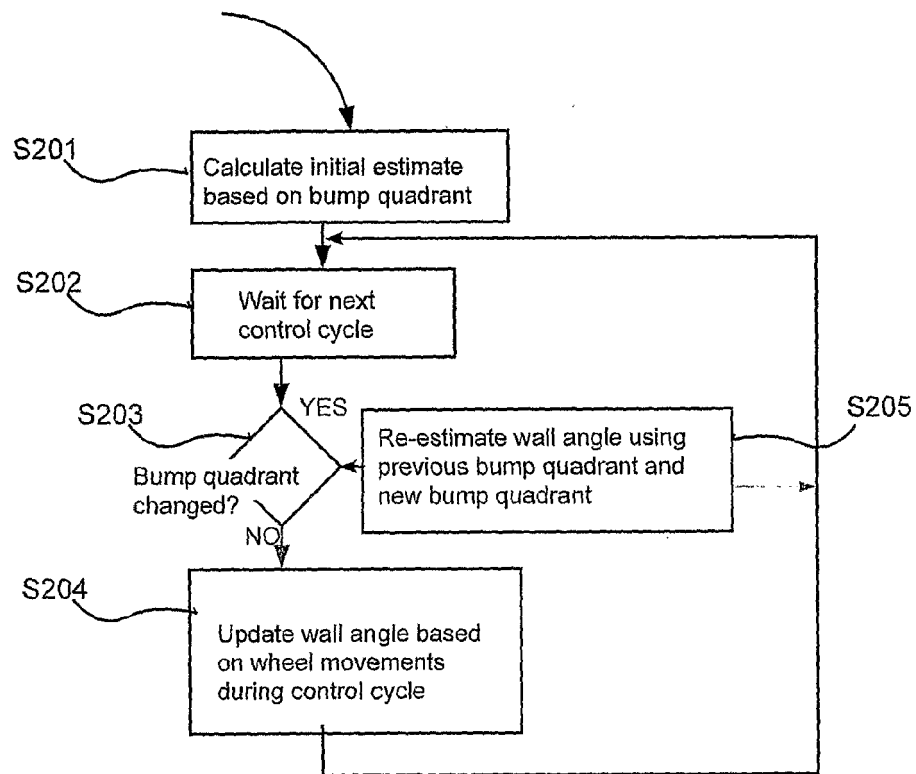 S201
Calculate initial estimate
based on bump quadrant
S202
Wait for next
control cycle
S203
YES
S205
Re-estimate wall angle using
previous bump quadrant and
new bump quadrant
Bump quadrant
changed?
NO
S204
Update wall angle based
on wheel movements
during control cycle